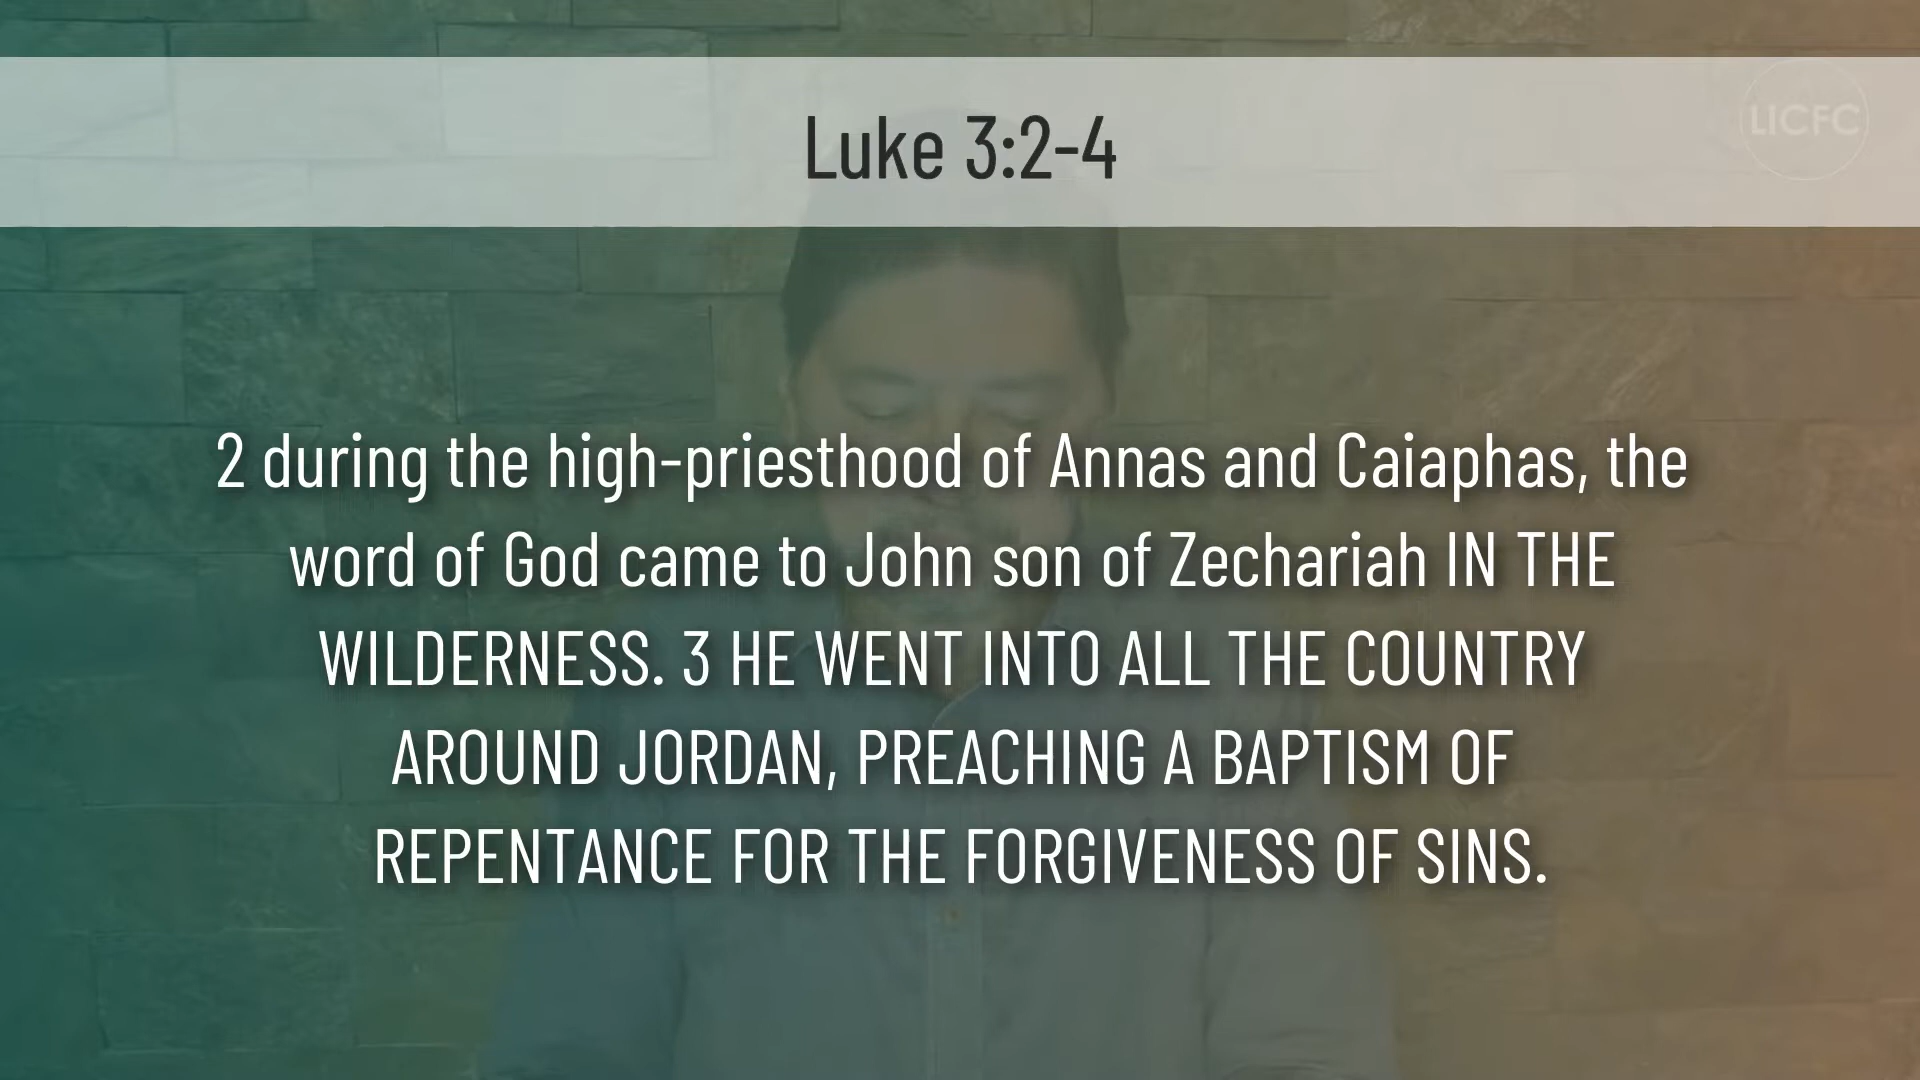 LICFC
Luke 3:2-4
2 during the high-priesthood of Annas and Caiaphas, the
word of God came to John son of Zechariah IN THE
WILDERNESS. 3 HE WENT INTO ALL THE COUNTRY
AROUND JORDAN, PREACHING A BAPTISM OF
REPENTANCE FOR THE FORGIVENESS OF SINS.